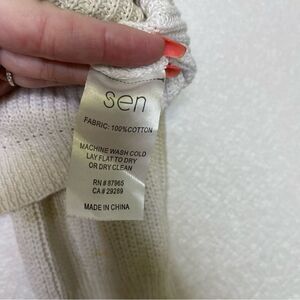 sen
FABRIC: 100%COTTON
MACHINE WASH COLD
LAY FLAT TO DRY
OR DRY CLEAN
RN # 87965
CA # 29289
MADE IN CHINA